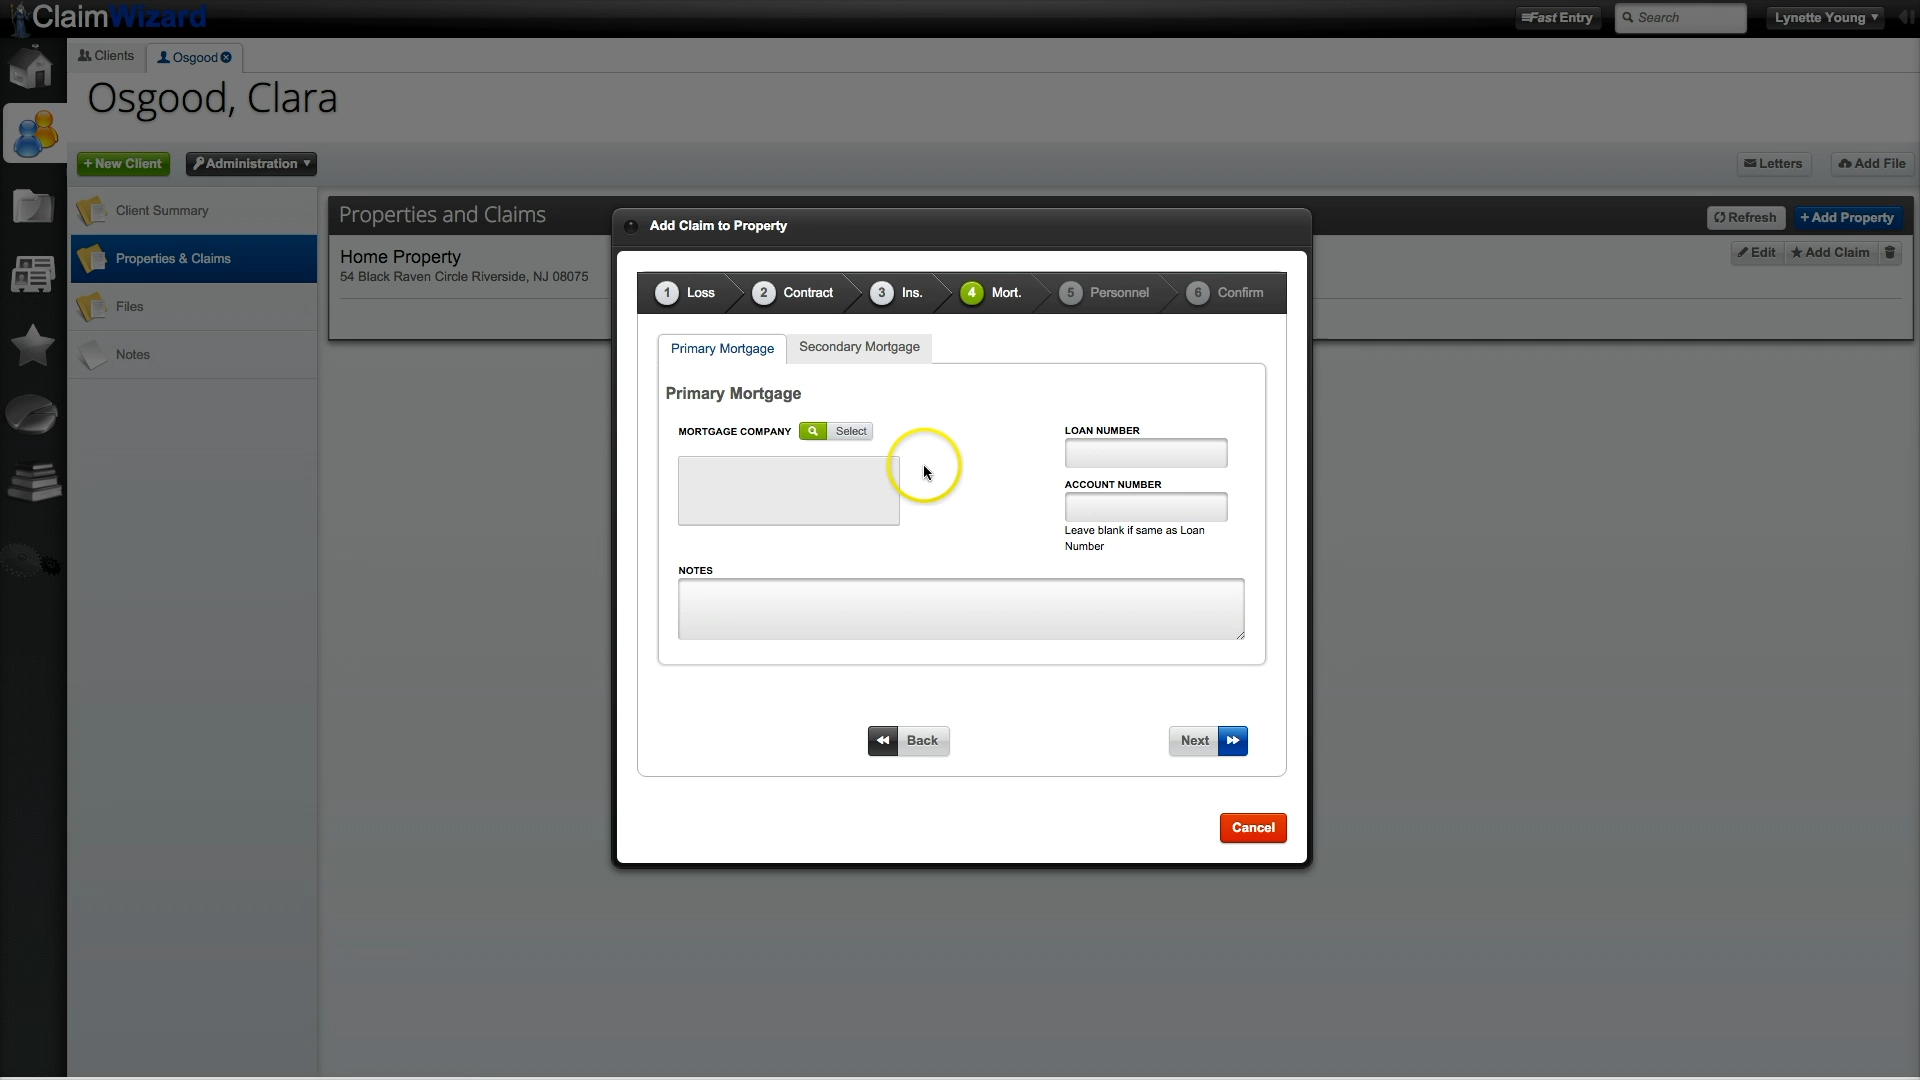 ClaimWizard
Fast Entry
Search
Lynette Young
Clients
Osgood
Osgood, Clara
+ New Client
Administration
Letters
Add File
Client Summary
Properties & Claims
Files
Notes
Properties and Claims
Refresh
+ Add Property
Home Property
54 Black Raven Circle Riverside, NJ 08075
Edit
Add Claim
Add Claim to Property
1 Loss
2 Contract
3 Ins.
4 Mort.
5 Personnel
6 Confirm
Primary Mortgage
Secondary Mortgage
Primary Mortgage
MORTGAGE COMPANY
Select
LOAN NUMBER
ACCOUNT NUMBER
Leave blank if same as Loan
Number
NOTES
Back
Next
Cancel